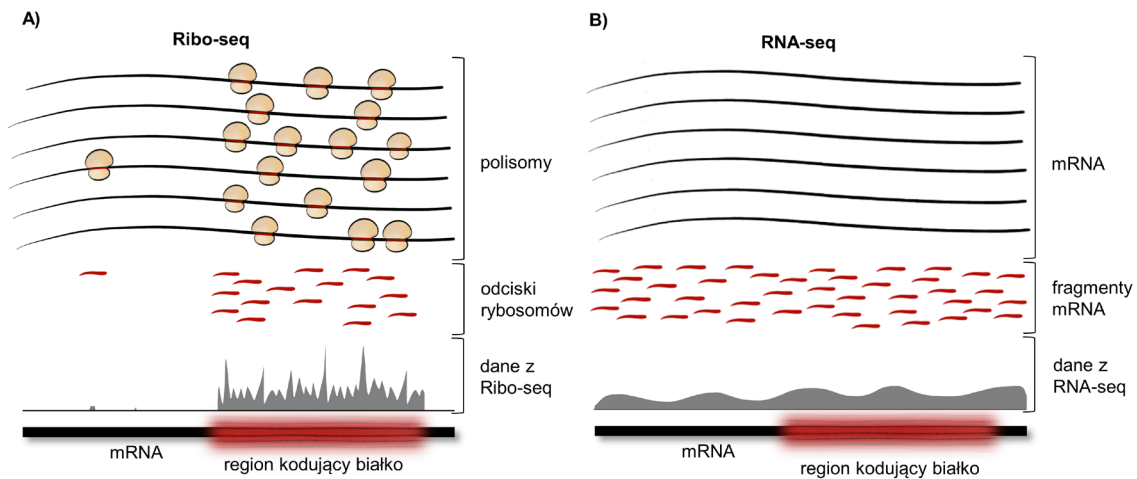 A)
Ribo-seq
polisomy
odciski
rybosomów
dane z
Ribo-seq
mRNA
region kodujący białko
B)
RNA-seq
mRNA
fragmenty
mRNA
dane z
RNA-seq
mRNA
region kodujący białko